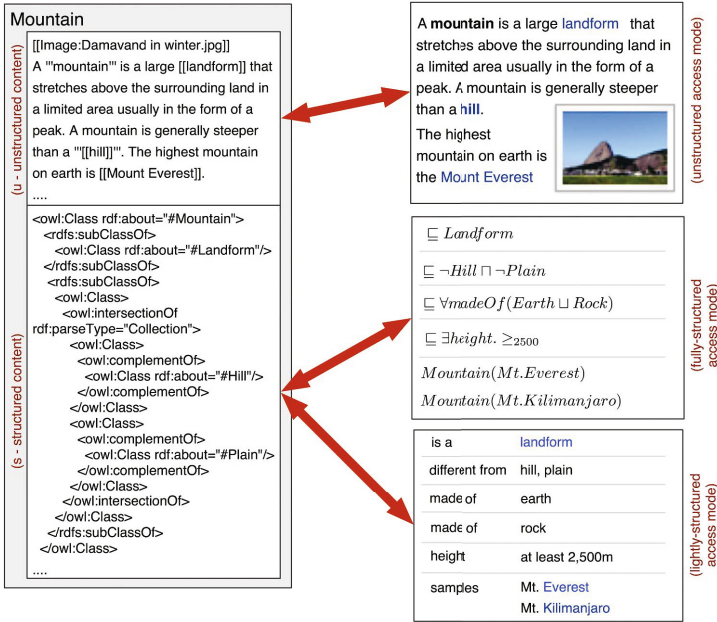 Mountain
(u - unstructured content)
[[Image:Damavand in winter.jpg]]
A '''mountain''' is a large [[landform]] that
stretches above the surrounding land in
a limited area usually in the form of a
peak. A mountain is generally steeper
than a '''[[hill]]'''. The highest mountain
on earth is [[Mount Everest]].
....
(s - structured content)
<owl:Class rdf:about="#Mountain">
<rdfs:subClassOf>
<owl:Class rdf:about="#Landform"/>
</rdfs:subClassOf>
<rdfs:subClassOf>
<owl:Class>
<owl:intersectionOf
rdf:parseType="Collection">
<owl:Class>
<owl:complementOf>
<owl:Class rdf:about="#Hill"/>
</owl:complementOf>
</owl:Class>
<owl:Class>
<owl:complementOf>
<owl:Class rdf:about="#Plain"/>
</owl:complementOf>
</owl:Class>
</owl:intersectionOf>
</owl:Class>
</rdfs:subClassOf>
</owl:Class>
....
A mountain is a large landform that
stretches above the surrounding land in
a limited area usually in the form of a
peak. A mountain is generally steeper
than a hill.
The highest
mountain on earth is
the Mount Everest
(unstructured access mode)
⊑ Landform
⊑ ¬Hill ⊓ ¬Plain
⊑ ∀madeOf(Earth ⊔ Rock)
⊑ ∃height. ≥2500
Mountain(Mt.Everest)
Mountain(Mt.Kilimanjaro)
(fully-structured
access mode)
is a landform
different from hill, plain
made of earth
made of rock
height at least 2,500m
samples Mt. Everest
Mt. Kilimanjaro
(lightly-structured
access mode)